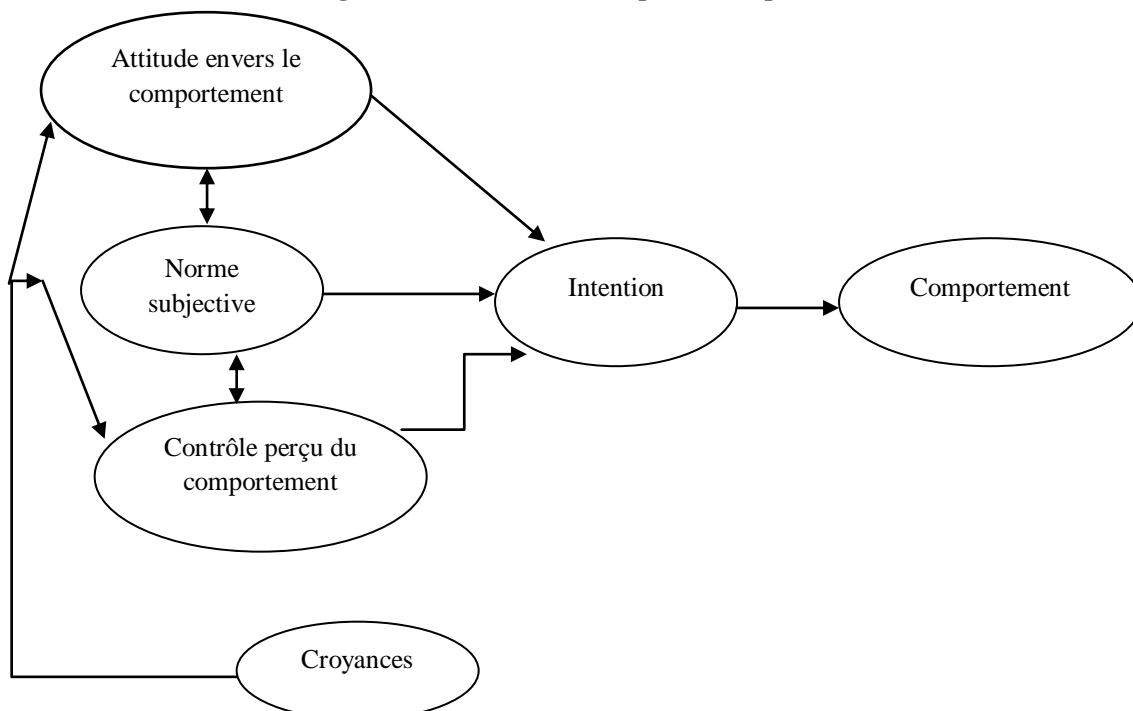 Attitude envers le
comportement
Norme
subjective
Intention
Comportement
Contrôle perçu du
comportement
Croyances